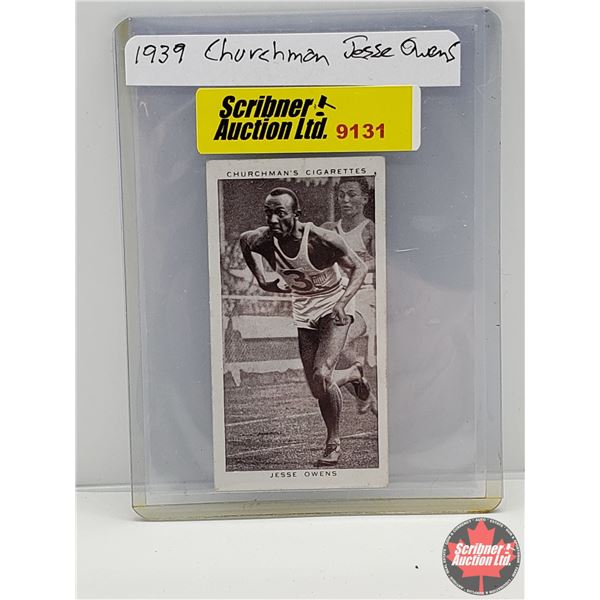 1939 Churchman Jesse Owens
Scribner
Auction Ltd. 9131
CHURCHMAN'S CIGARETTES
3
JESSE OWENS
Scribner
Auction Ltd.